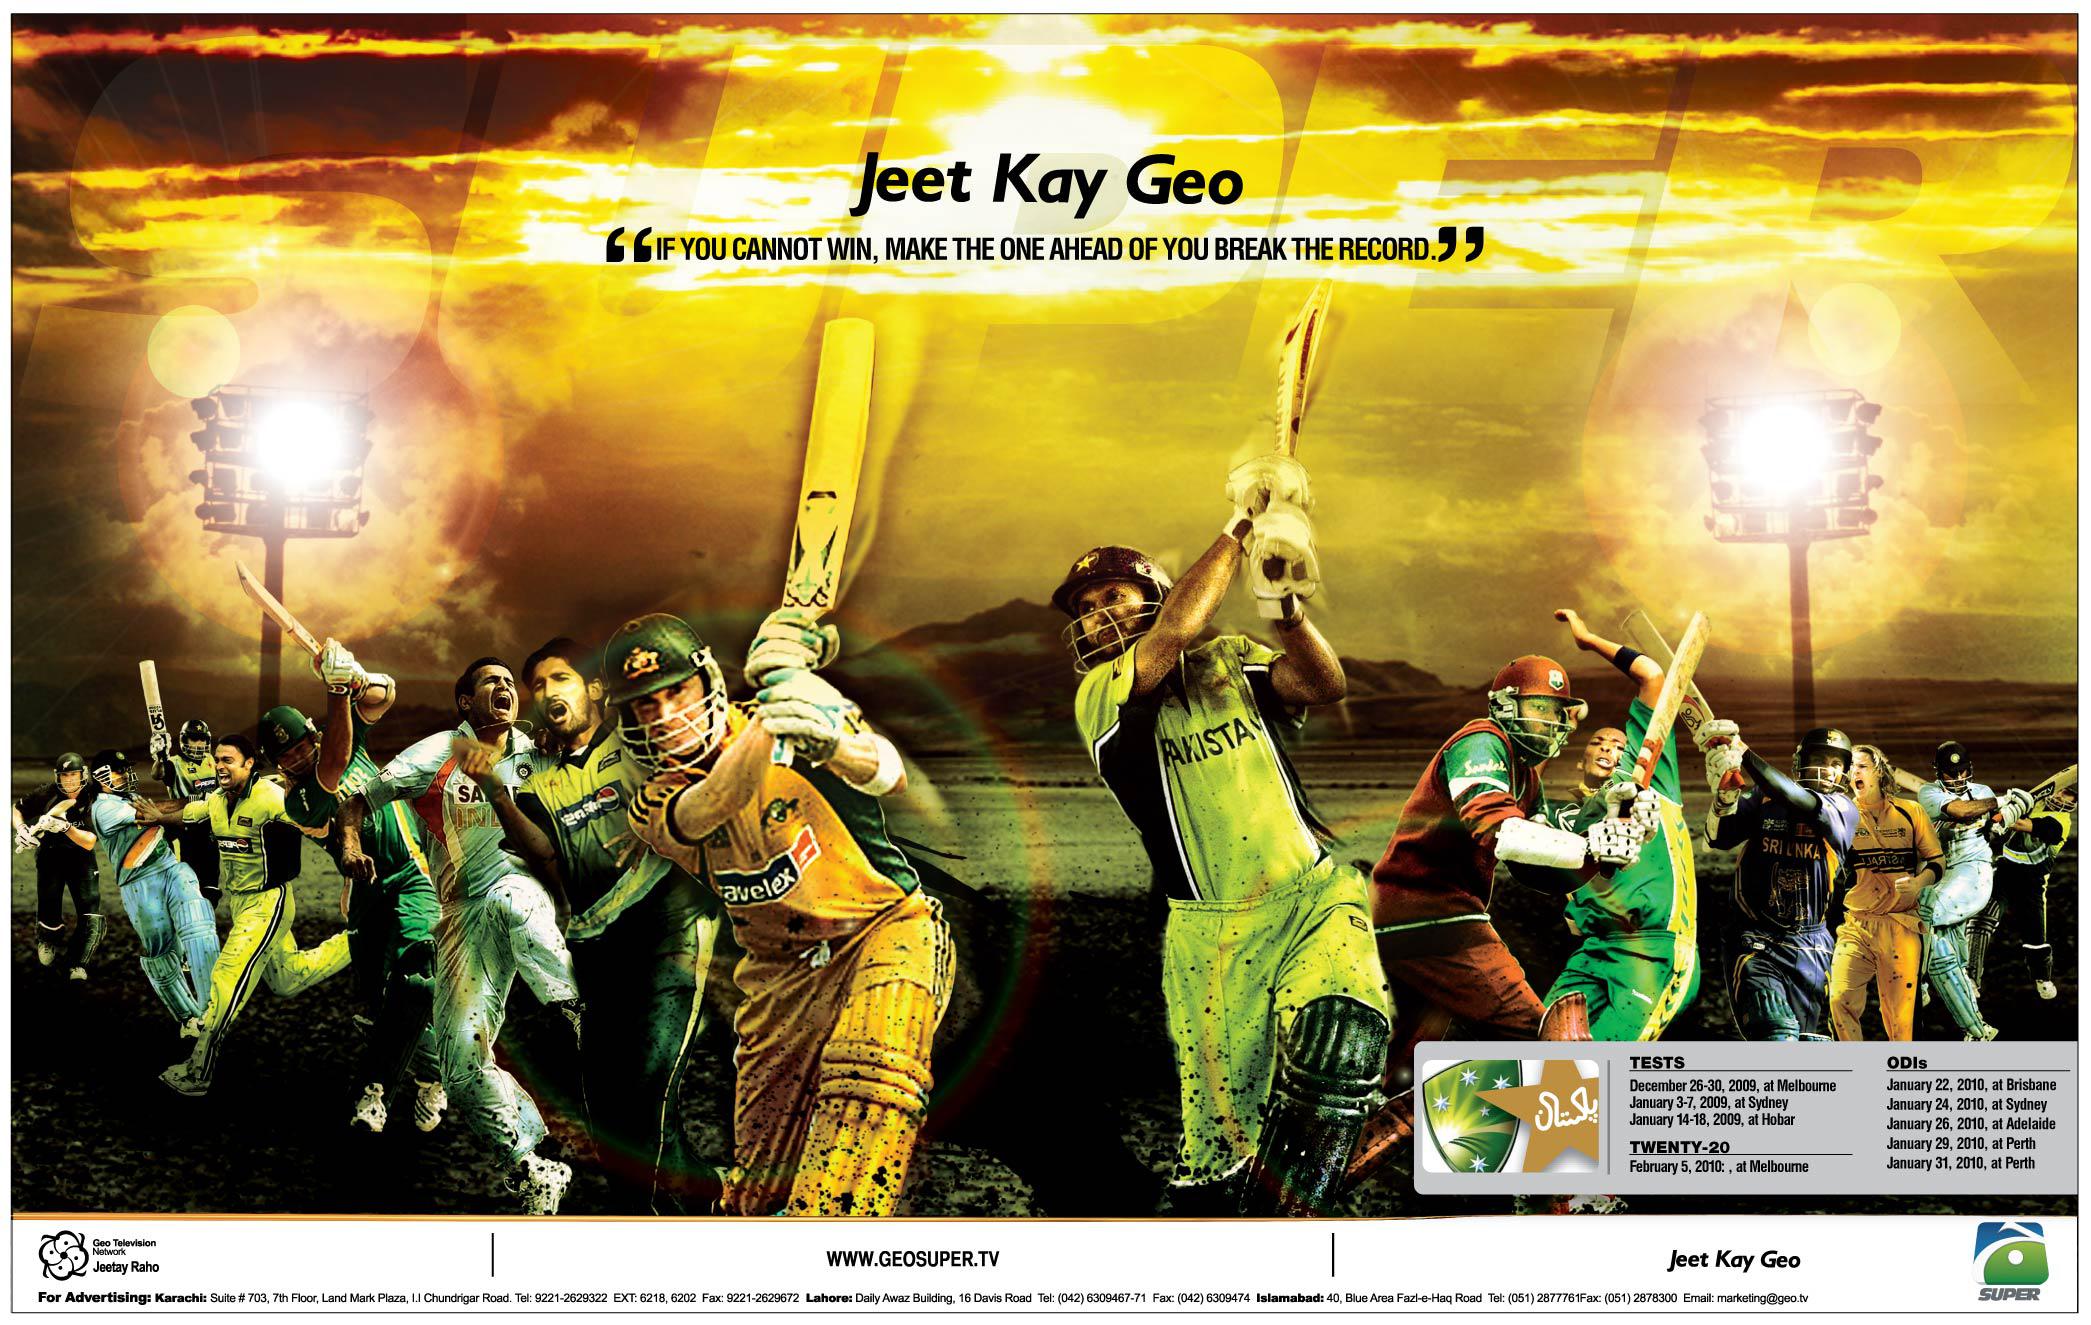 SUPER
Jeet Kay Geo
“IF YOU CANNOT WIN, MAKE THE ONE AHEAD OF YOU BREAK THE RECORD.”
SAHARA
PEPSI
PEPSI
travelex
PAKISTAN
Sandals
SRI LANKA
پاکستان
TESTS
December 26-30, 2009, at Melbourne
January 3-7, 2009, at Sydney
January 14-18, 2009, at Hobar
TWENTY-20
February 5, 2010: , at Melbourne
ODIs
January 22, 2010, at Brisbane
January 24, 2010, at Sydney
January 26, 2010, at Adelaide
January 29, 2010, at Perth
January 31, 2010, at Perth
Geo Television
Network
Jeetay Raho
WWW.GEOSUPER.TV
Jeet Kay Geo
SUPER
For Advertising: Karachi: Suite # 703, 7th Floor, Land Mark Plaza, I.I Chundrigar Road. Tel: 9221-2629322 EXT: 6218, 6202 Fax: 9221-2629672 Lahore: Daily Awaz Building, 16 Davis Road Tel: (042) 6309467-71 Fax: (042) 6309474 Islamabad: 40, Blue Area Fazl-e-Haq Road Tel: (051) 2877761Fax: (051) 2878300 Email: marketing@geo.tv